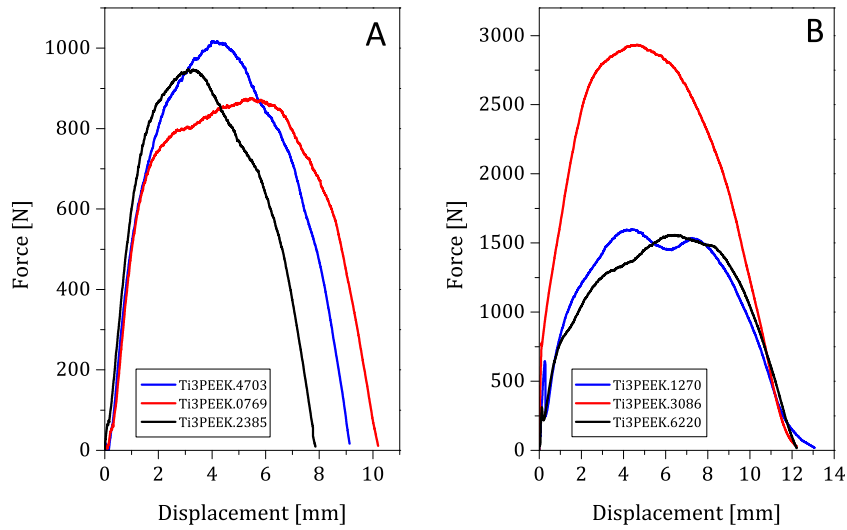 A
Force [N]
1000
800
600
400
200
0
Ti3PEEK.4703
Ti3PEEK.0769
Ti3PEEK.2385
0 2 4 6 8 10
Displacement [mm]
B
Force [N]
3000
2500
2000
1500
1000
500
0
Ti3PEEK.1270
Ti3PEEK.3086
Ti3PEEK.6220
0 2 4 6 8 10 12 14
Displacement [mm]